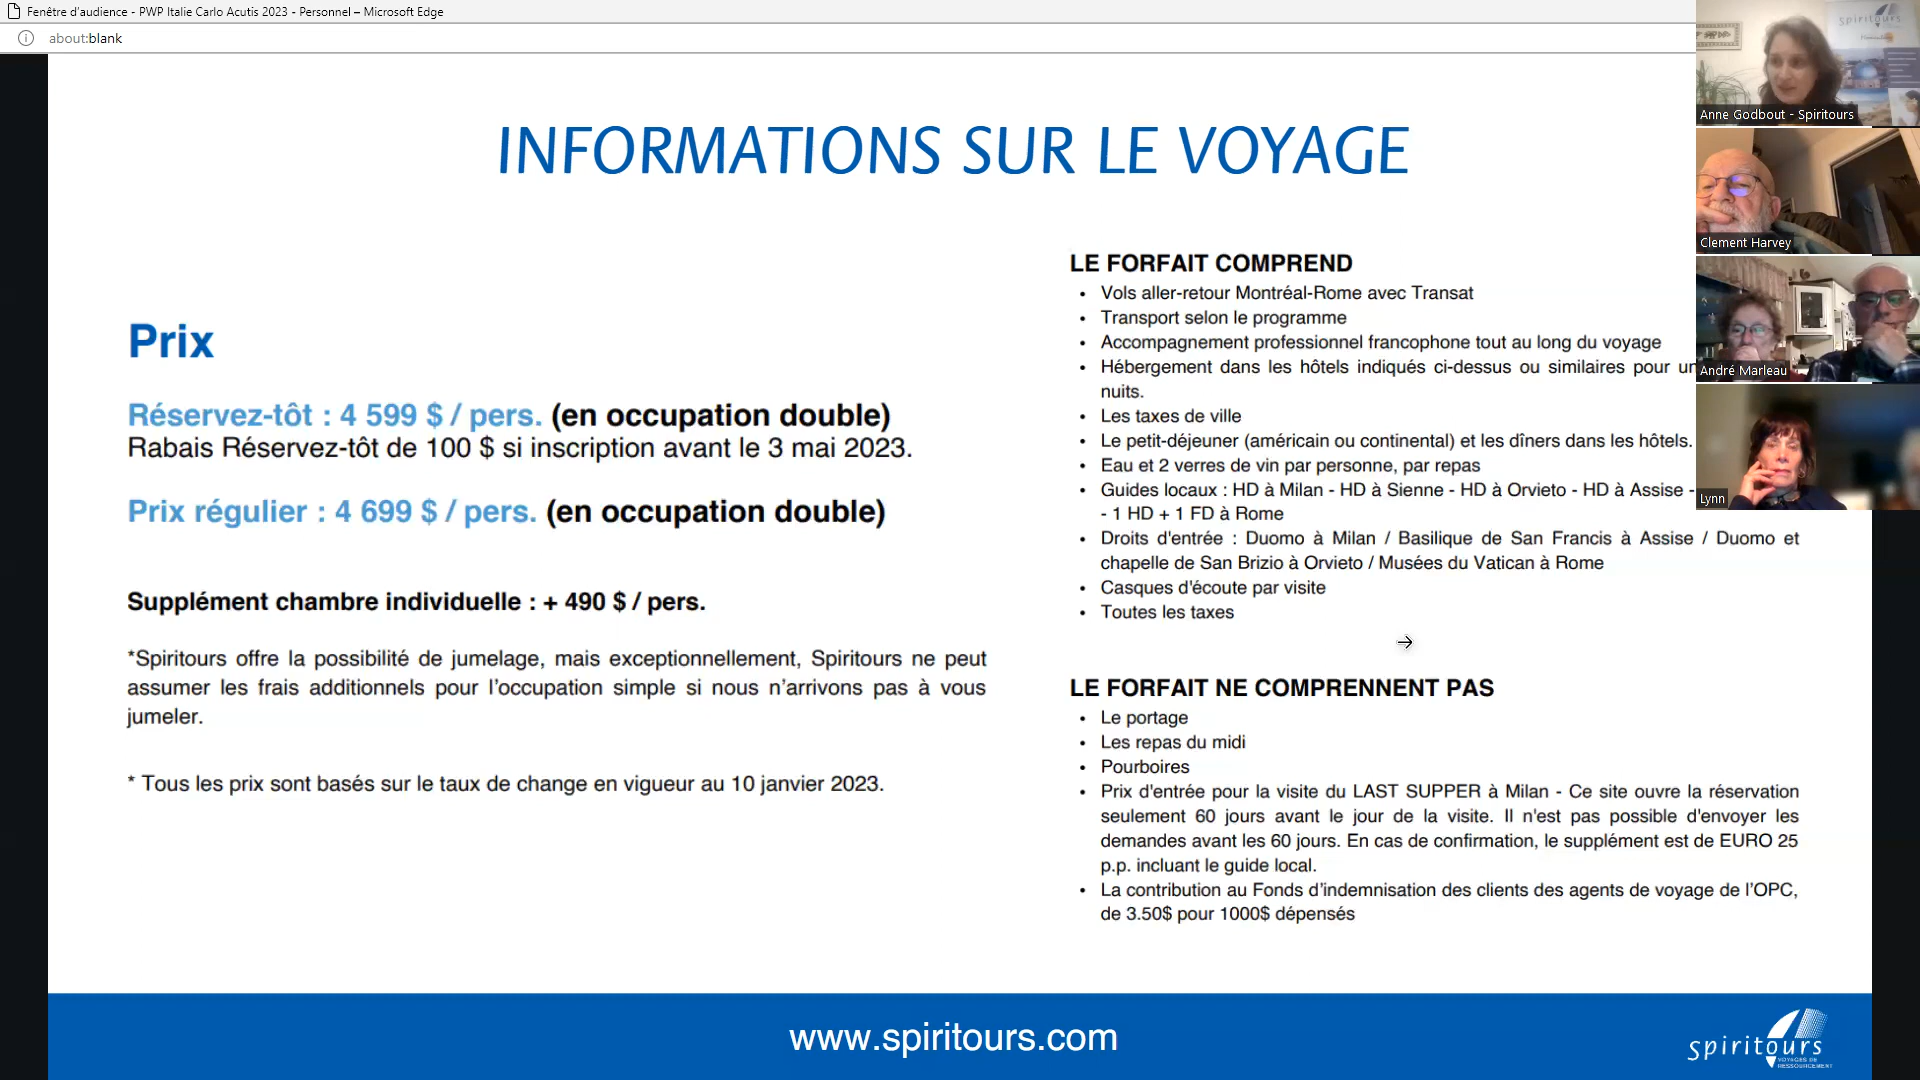 Fenêtre d'audience - PWP Italie Carlo Acutis 2023 - Personnel – Microsoft Edge
about:blank
INFORMATIONS SUR LE VOYAGE
Prix
Réservez-tôt : 4 599 $ / pers. (en occupation double)
Rabais Réservez-tôt de 100 $ si inscription avant le 3 mai 2023.
Prix régulier : 4 699 $ / pers. (en occupation double)
Supplément chambre individuelle : + 490 $ / pers.
*Spiritours offre la possibilité de jumelage, mais exceptionnellement, Spiritours ne peut
assumer les frais additionnels pour l’occupation simple si nous n’arrivons pas à vous
jumeler.
* Tous les prix sont basés sur le taux de change en vigueur au 10 janvier 2023.
LE FORFAIT COMPREND
• Vols aller-retour Montréal-Rome avec Transat
• Transport selon le programme
• Accompagnement professionnel francophone tout au long du voyage
• Hébergement dans les hôtels indiqués ci-dessus ou similaires pour
nuits.
• Les taxes de ville
• Le petit-déjeuner (américain ou continental) et les dîners dans les hôtels.
• Eau et 2 verres de vin par personne, par repas
• Guides locaux : HD à Milan - HD à Sienne - HD à Orvieto - HD à Assise -
- 1 HD + 1 FD à Rome
• Droits d'entrée : Duomo à Milan / Basilique de San Francis à Assise / Duomo et
chapelle de San Brizio à Orvieto / Musées du Vatican à Rome
• Casques d'écoute par visite
• Toutes les taxes
LE FORFAIT NE COMPRENNENT PAS
• Le portage
• Les repas du midi
• Pourboires
• Prix d'entrée pour la visite du LAST SUPPER à Milan - Ce site ouvre la réservation
seulement 60 jours avant le jour de la visite. Il n'est pas possible d'envoyer les
demandes avant les 60 jours. En cas de confirmation, le supplément est de EURO 25
p.p. incluant le guide local.
• La contribution au Fonds d’indemnisation des clients des agents de voyage de l’OPC,
de 3.50$ pour 1000$ dépensés
www.spiritours.com
spiritours
VOYAGES DE
RESSOURCEMENT
Spiritours
Anne Godbout - Spiritours
Clement Harvey
André Marleau
Lynn